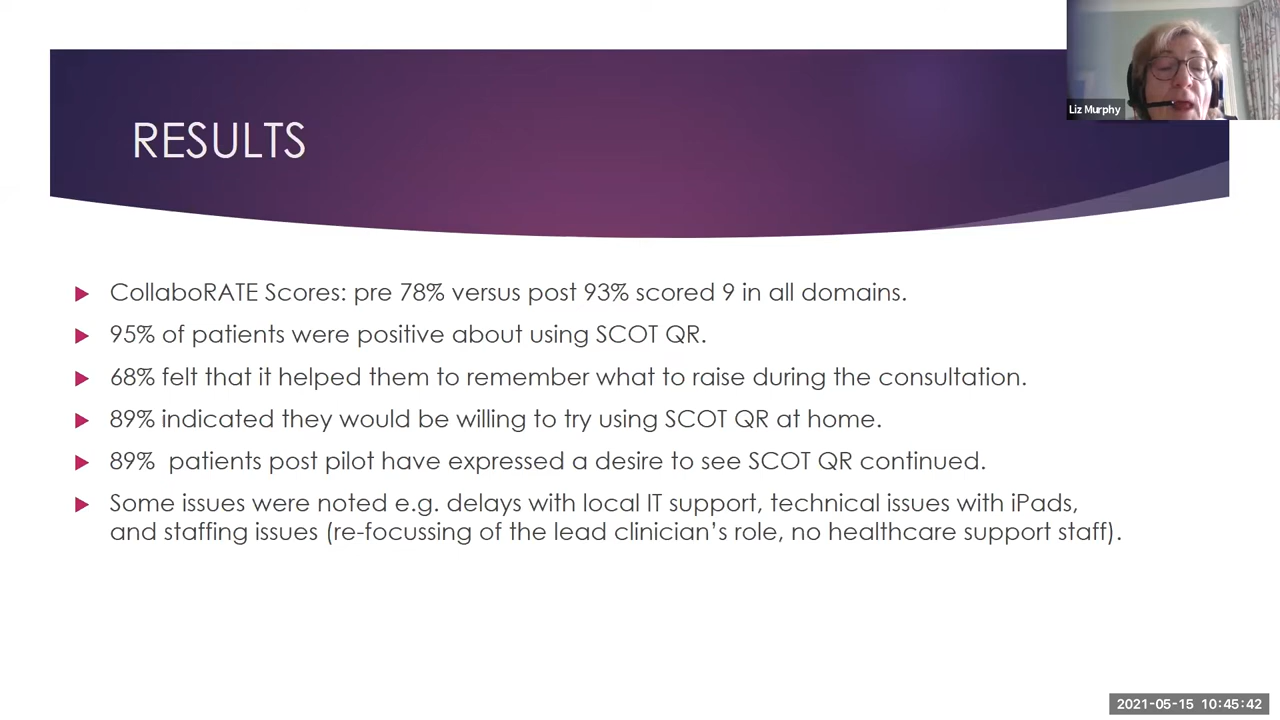 Liz Murphy
RESULTS
CollaboRATE Scores: pre 78% versus post 93% scored 9 in all domains.
95% of patients were positive about using SCOT QR.
68% felt that it helped them to remember what to raise during the consultation.
89% indicated they would be willing to try using SCOT QR at home.
89% patients post pilot have expressed a desire to see SCOT QR continued.
Some issues were noted e.g. delays with local IT support, technical issues with iPads,
and staffing issues (re-focussing of the lead clinician's role, no healthcare support staff).
2021-05-15 10:45:42